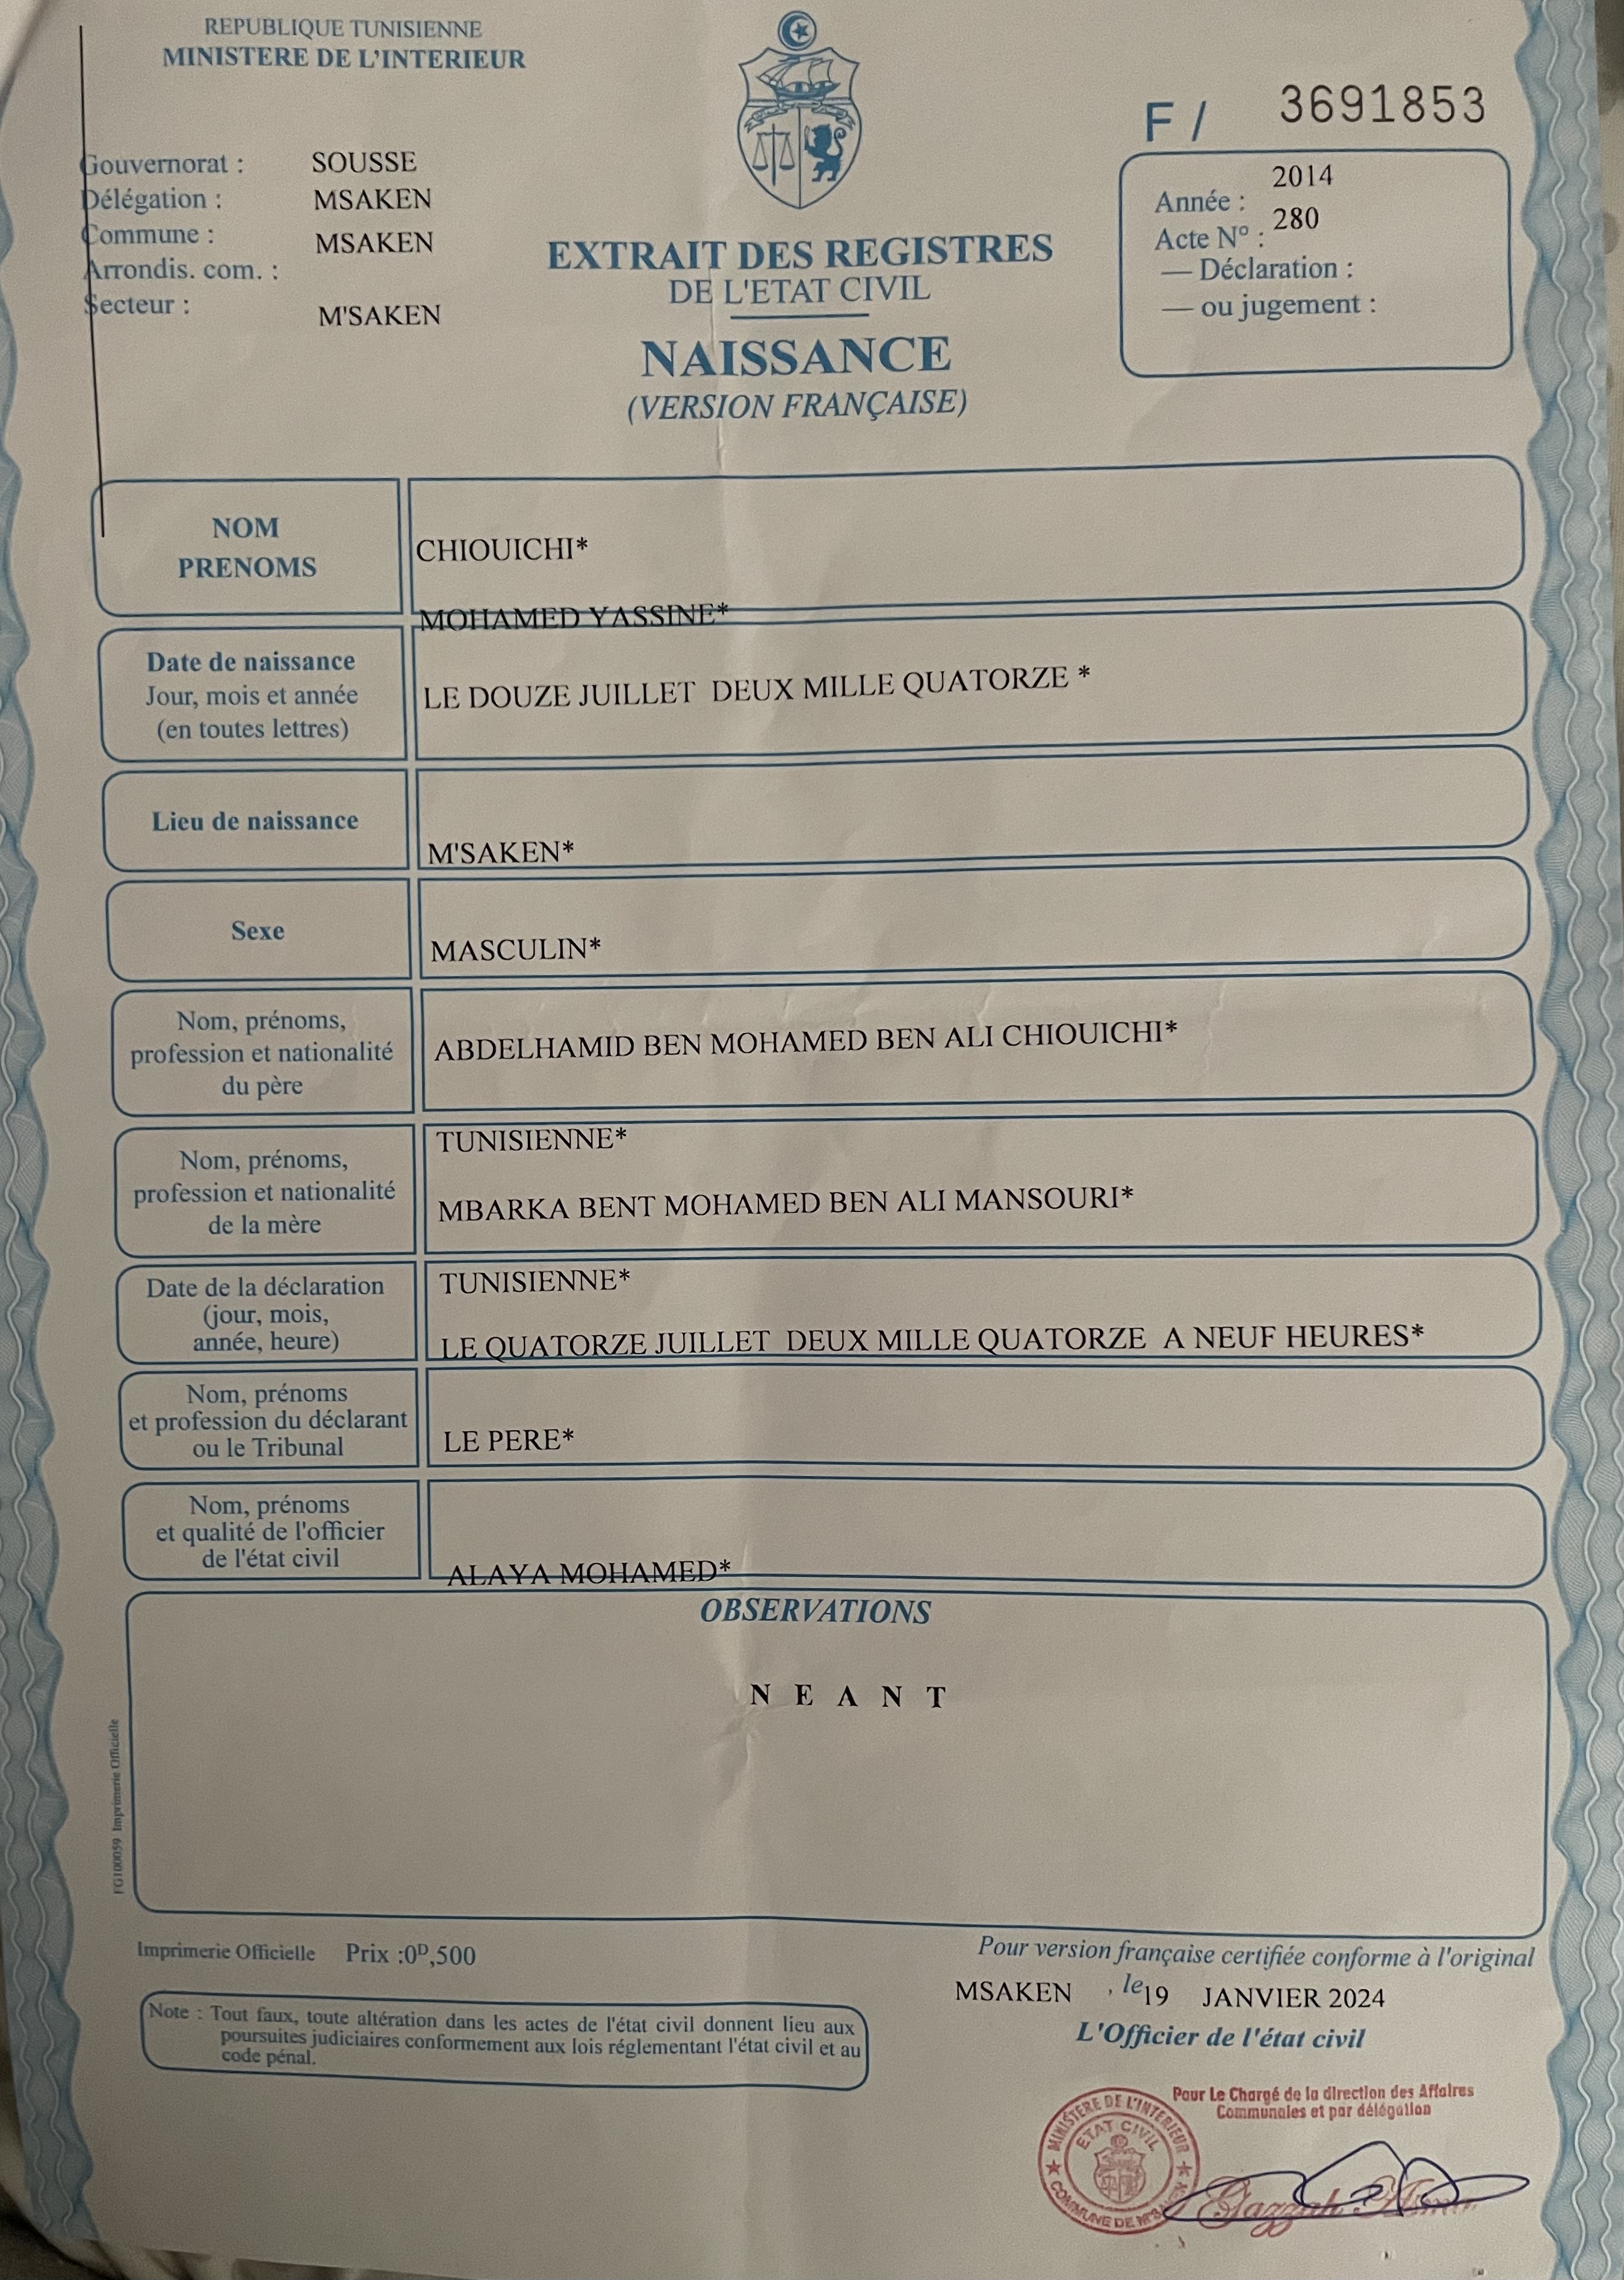 REPUBLIQUE TUNISIENNE
MINISTERE DE L'INTERIEUR
F / 3691853
Gouvernorat : SOUSSE
Délégation : MSAKEN
Commune : MSAKEN
Arrondis. com. :
Secteur : M'SAKEN
EXTRAIT DES REGISTRES
DE L'ETAT CIVIL
NAISSANCE
(VERSION FRANÇAISE)
Année : 2014
Acte N° : 280
— Déclaration :
— ou jugement :
NOM
PRENOMS
CHIOUICHI*
MOHAMED YASSINE*
Date de naissance
Jour, mois et année
(en toutes lettres)
LE DOUZE JUILLET DEUX MILLE QUATORZE *
Lieu de naissance
M'SAKEN*
Sexe
MASCULIN*
Nom, prénoms,
profession et nationalité
du père
ABDELHAMID BEN MOHAMED BEN ALI CHIOUICHI*
TUNISIENNE*
Nom, prénoms,
profession et nationalité
de la mère
MBARKA BENT MOHAMED BEN ALI MANSOURI*
TUNISIENNE*
Date de la déclaration
(jour, mois,
année, heure)
LE QUATORZE JUILLET DEUX MILLE QUATORZE A NEUF HEURES*
Nom, prénoms
et profession du déclarant
ou le Tribunal
LE PERE*
Nom, prénoms
et qualité de l'officier
de l'état civil
ALAYA MOHAMED*
OBSERVATIONS
N E A N T
FG100059 Imprimerie Officielle
Imprimerie Officielle Prix :0ᴰ,500
Note : Tout faux, toute altération dans les actes de l'état civil donnent lieu aux
poursuites judiciaires conformement aux lois réglementant l'état civil et au
code pénal.
Pour version française certifiée conforme à l'original
MSAKEN , le 19 JANVIER 2024
L'Officier de l'état civil
Pour Le Chargé de la direction des Affaires
Communales et par délégation
MINISTERE DE L'INTERIEUR
ETAT CIVIL
COMMUNE DE